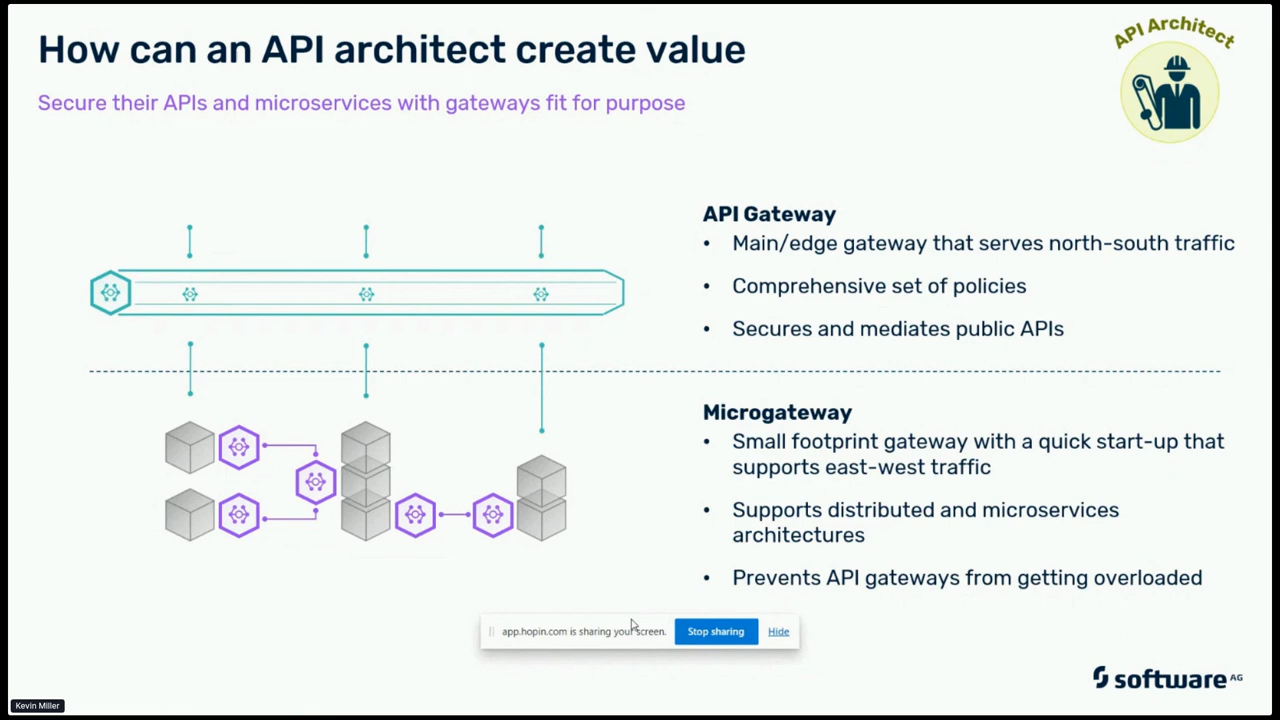 How can an API architect create value
Secure their APIs and microservices with gateways fit for purpose
API Architect
API Gateway
• Main/edge gateway that serves north-south traffic
• Comprehensive set of policies
• Secures and mediates public APIs
Microgateway
• Small footprint gateway with a quick start-up that
supports east-west traffic
• Supports distributed and microservices
architectures
• Prevents API gateways from getting overloaded
app.hopin.com is sharing your screen.
Stop sharing
Hide
software AG
Kevin Miller